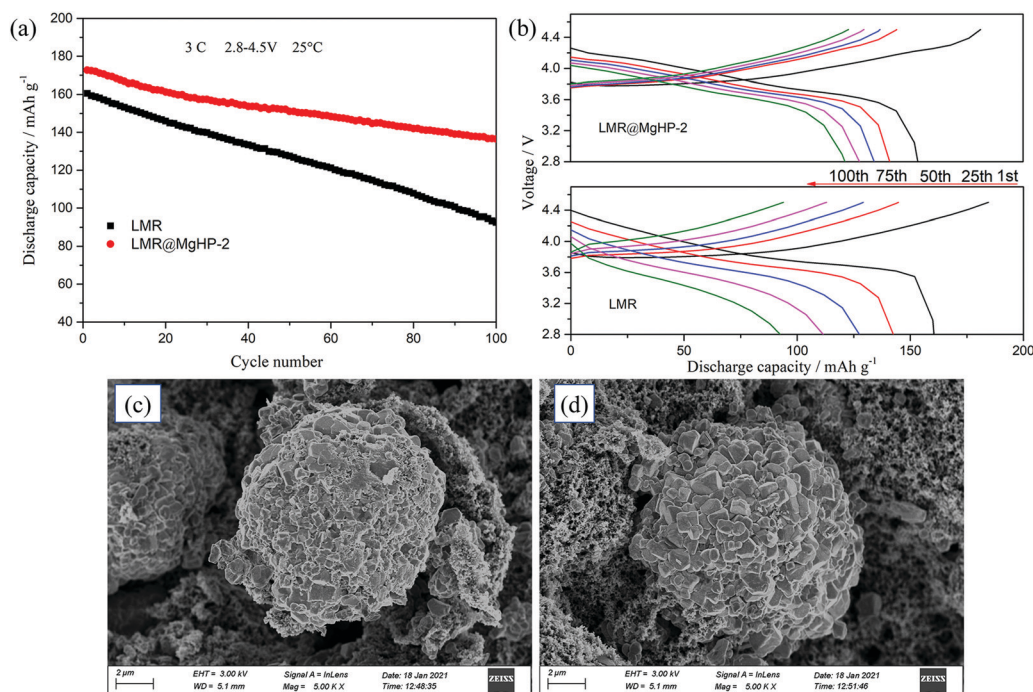 (a)
3 C 2.8-4.5V 25°C
Discharge capacity / mAh g⁻¹
200
180
160
140
120
100
80
60
40
LMR
LMR@MgHP-2
0 20 40 60 80 100
Cycle number
(b)
Voltage / V
4.4
4.0
3.6
3.2
2.8
LMR@MgHP-2
100th 75th 50th 25th 1st
4.4
4.0
3.6
3.2
2.8
LMR
0 50 100 150 200
Discharge capacity / mAh g⁻¹
(c)
2 µm
EHT = 3.00 kV
WD = 5.1 mm
Signal A = InLens
Mag = 5.00 K X
Date: 18 Jan 2021
Time: 12:48:35
ZEISS
(d)
2 µm
EHT = 3.00 kV
WD = 5.1 mm
Signal A = InLens
Mag = 5.00 K X
Date: 18 Jan 2021
Time: 12:51:46
ZEISS